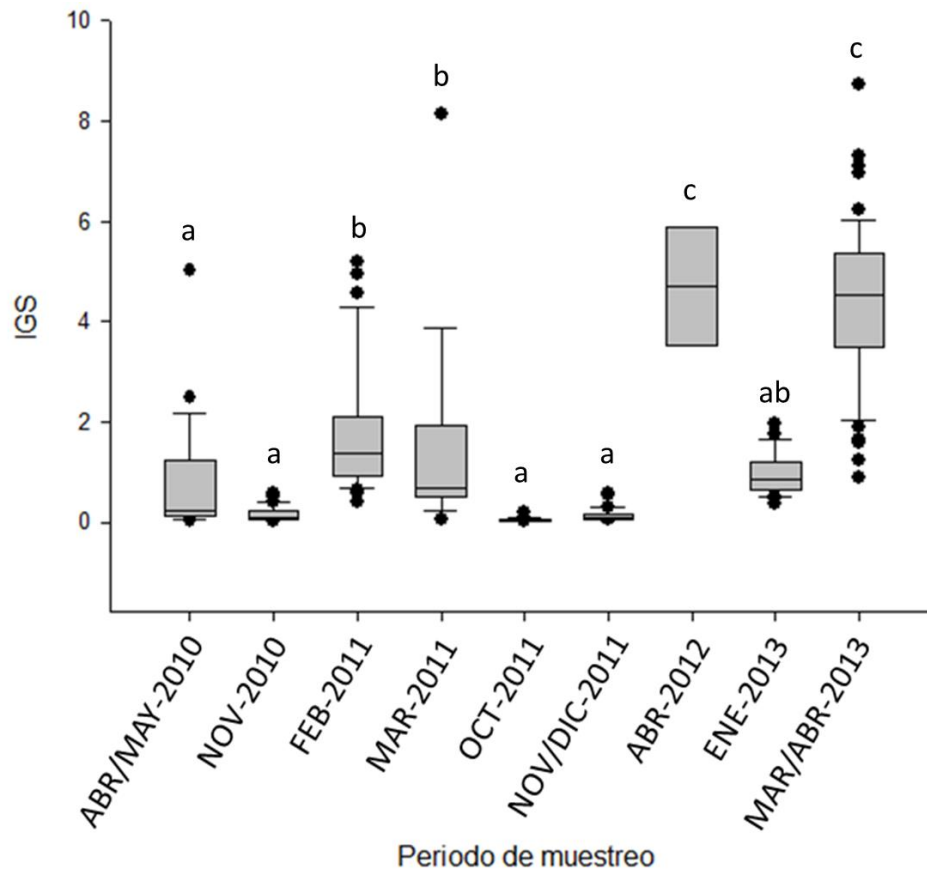 10
8
6
4
2
0
IGS
a
a
b
b
a
a
c
ab
c
ABR/MAY-2010
NOV-2010
FEB-2011
MAR-2011
OCT-2011
NOV/DIC-2011
ABR-2012
ENE-2013
MAR/ABR-2013
Periodo de muestreo